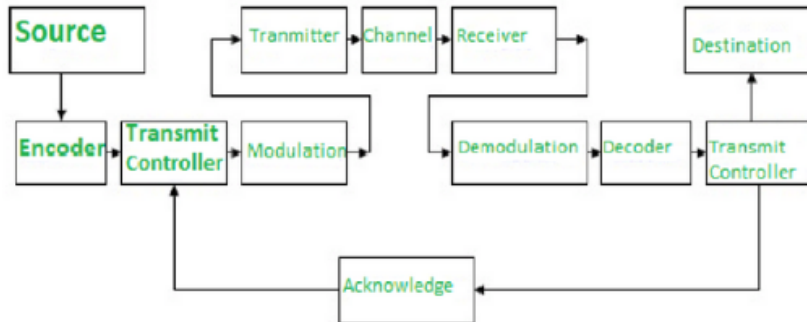 Source
Tranmitter
Channel
Receiver
Destination
Encoder
Transmit
Controller
Modulation
Demodulation
Decoder
Transmit
Controller
Acknowledge